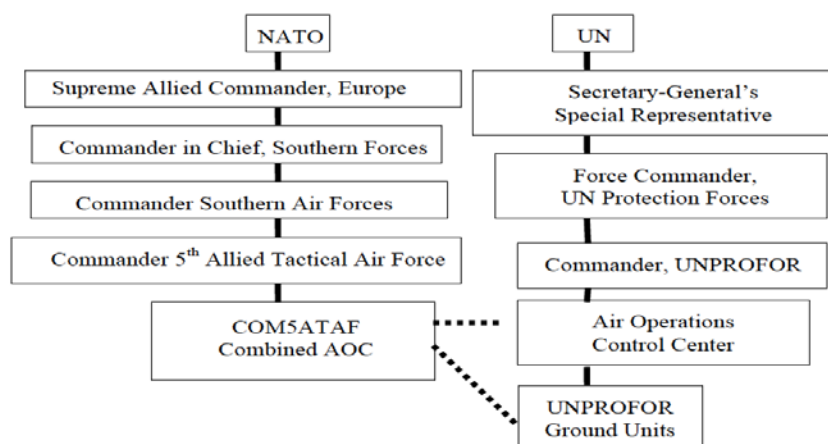 NATO
Supreme Allied Commander, Europe
Commander in Chief, Southern Forces
Commander Southern Air Forces
Commander 5th Allied Tactical Air Force
COM5ATAF
Combined AOC
UN
Secretary-General's
Special Representative
Force Commander,
UN Protection Forces
Commander, UNPROFOR
Air Operations
Control Center
UNPROFOR
Ground Units